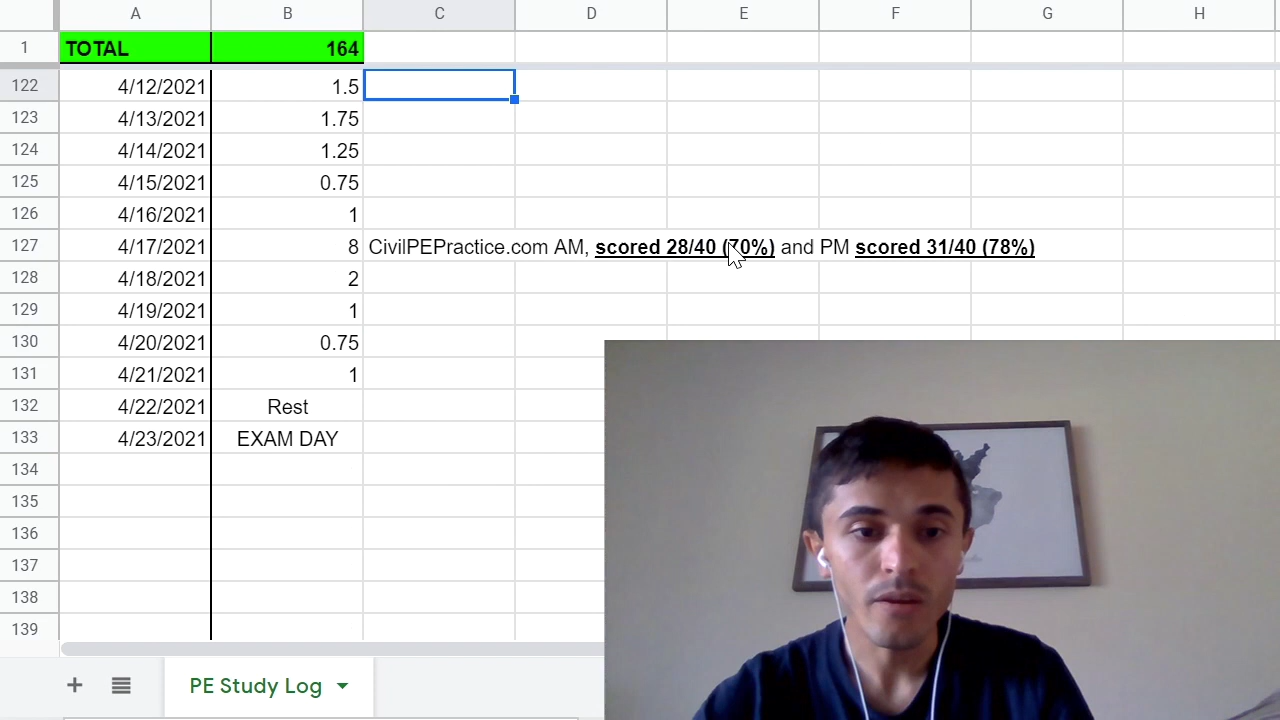 A B C D E F G H
1 TOTAL 164
122 4/12/2021 1.5
123 4/13/2021 1.75
124 4/14/2021 1.25
125 4/15/2021 0.75
126 4/16/2021 1
127 4/17/2021 8 CivilPEPractice.com AM, scored 28/40 (70%) and PM scored 31/40 (78%)
128 4/18/2021 2
129 4/19/2021 1
130 4/20/2021 0.75
131 4/21/2021 1
132 4/22/2021 Rest
133 4/23/2021 EXAM DAY
134
135
136
137
138
139
PE Study Log